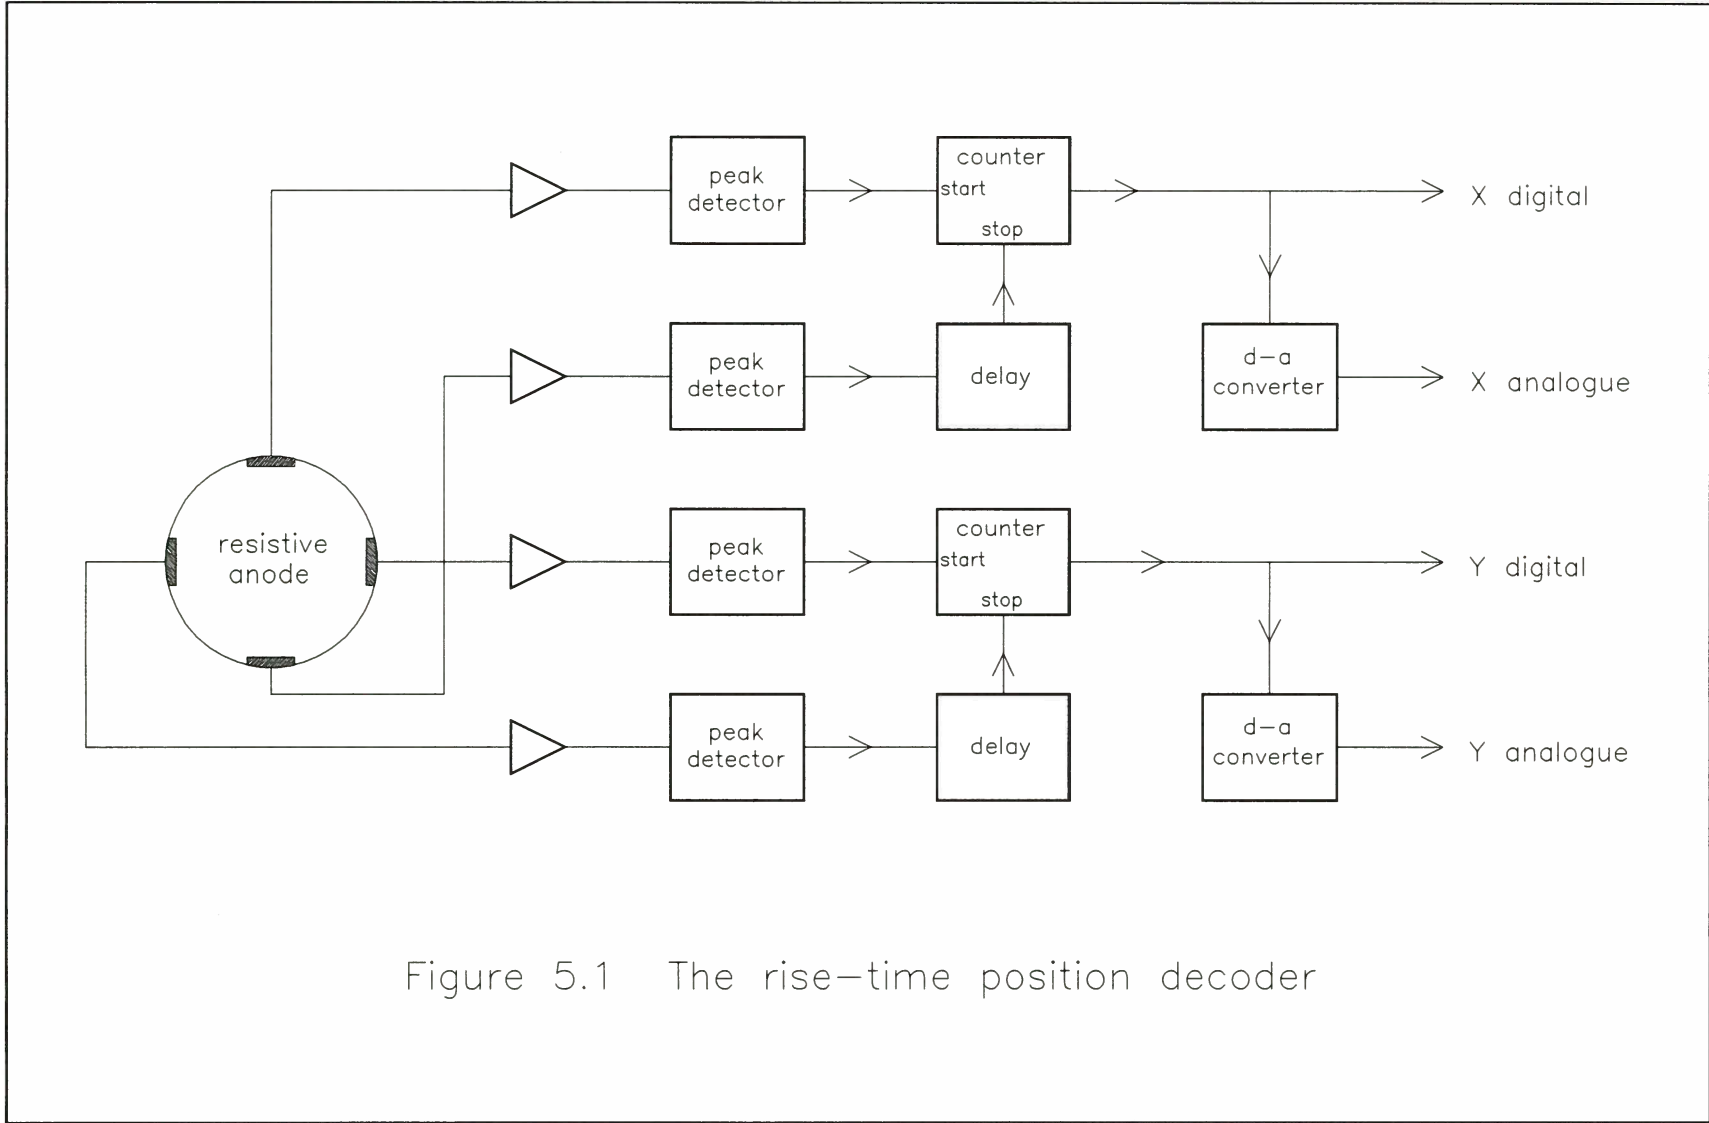 peak
detector
counter
start
stop
X digital
peak
detector
delay
d-a
converter
X analogue
resistive
anode
peak
detector
counter
start
stop
Y digital
peak
detector
delay
d-a
converter
Y analogue
Figure 5.1 The rise-time position decoder